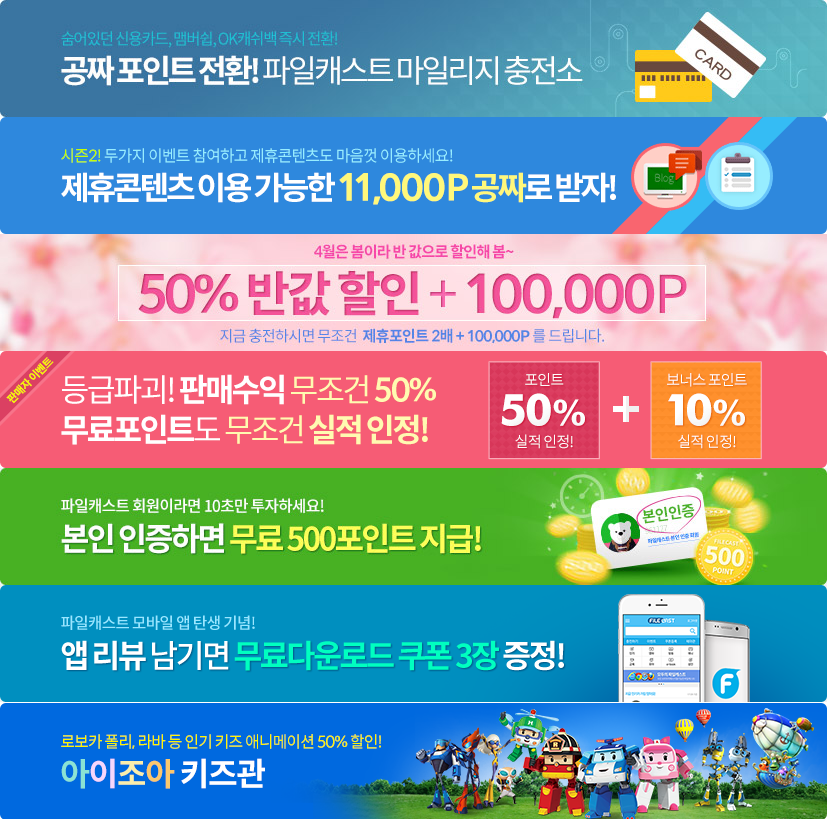 숨어있던 신용카드, 맴버쉽, OK캐쉬백 즉시 전환!
공짜 포인트 전환! 파일캐스트 마일리지 충전소
CARD
시즌2! 두가지 이벤트 참여하고 제휴콘텐츠도 마음껏 이용하세요!
제휴콘텐츠 이용 가능한 11,000P 공짜로 받자!
Blog
4월은 봄이라 반 값으로 할인해 봄~
50% 반값 할인 + 100,000P
지금 충전하시면 무조건 제휴포인트 2배 + 100,000P 를 드립니다.
판매자 이벤트
등급파괴! 판매수익 무조건 50%
무료포인트도 무조건 실적 인정!
포인트
50%
실적 인정!
+
보너스 포인트
10%
실적 인정!
파일캐스트 회원이라면 10초만 투자하세요!
본인 인증하면 무료 500포인트 지급!
본인인증
파일캐스트 본인 인증 회원
FILECAST
500
POINT
파일캐스트 모바일 앱 탄생 기념!
앱 리뷰 남기면 무료다운로드 쿠폰 3장 증정!
FILECAST
로보카 폴리, 라바 등 인기 키즈 애니메이션 50% 할인!
아이조아 키즈관